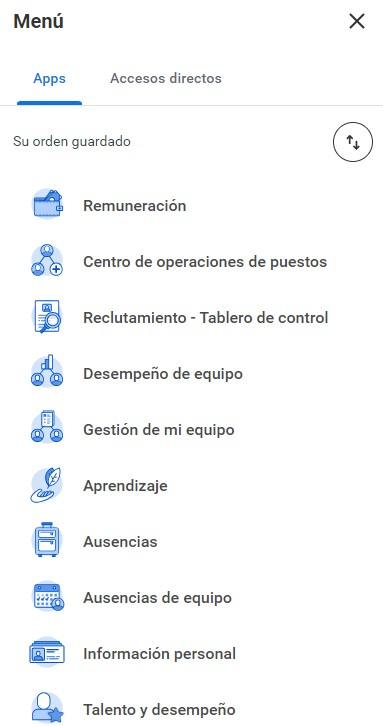 Menú
Apps
Accesos directos
Su orden guardado
Remuneración
Centro de operaciones de puestos
Reclutamiento - Tablero de control
Desempeño de equipo
Gestión de mi equipo
Aprendizaje
Ausencias
Ausencias de equipo
Información personal
Talento y desempeño